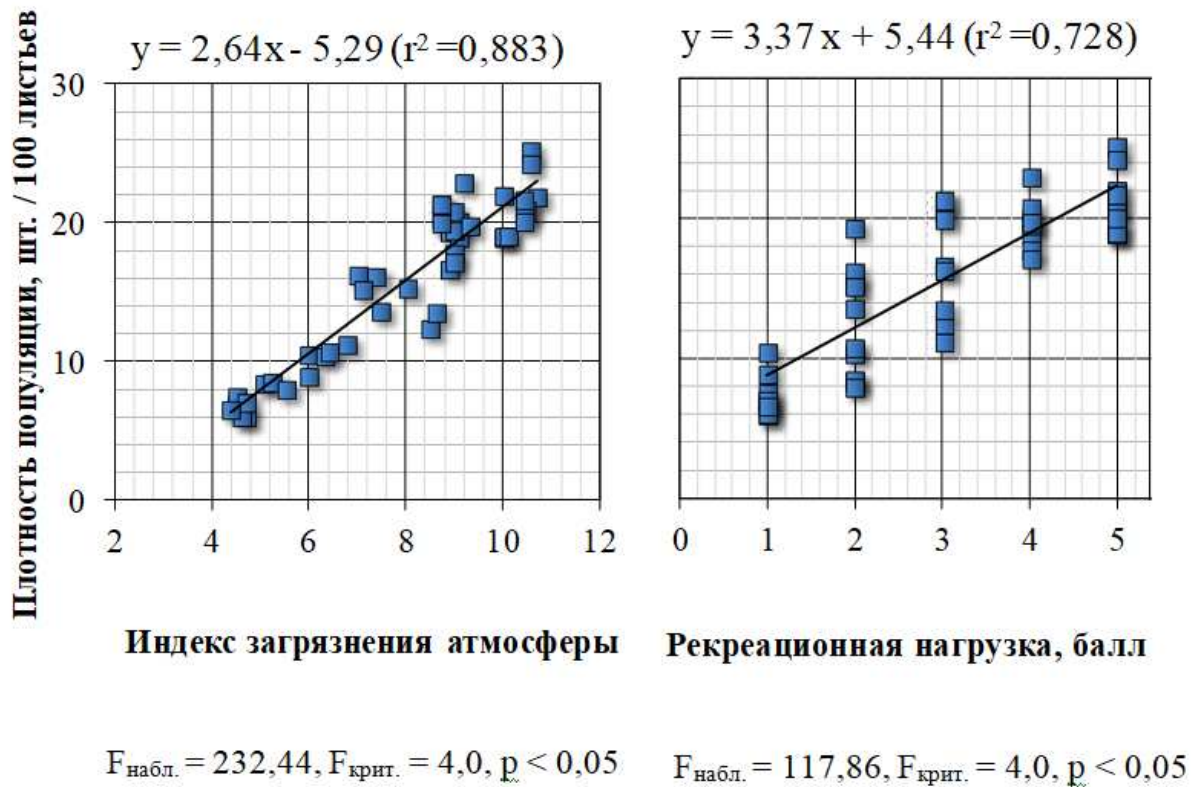 y = 2,64x - 5,29 (r² =0,883)
y = 3,37 x + 5,44 (r² =0,728)
Плотность популяции, шт. / 100 листьев
30
20
10
0
2 4 6 8 10 12
0 1 2 3 4 5
Индекс загрязнения атмосферы
Рекреационная нагрузка, балл
Fнабл. = 232,44, Fкрит. = 4,0, p < 0,05
Fнабл. = 117,86, Fкрит. = 4,0, p < 0,05